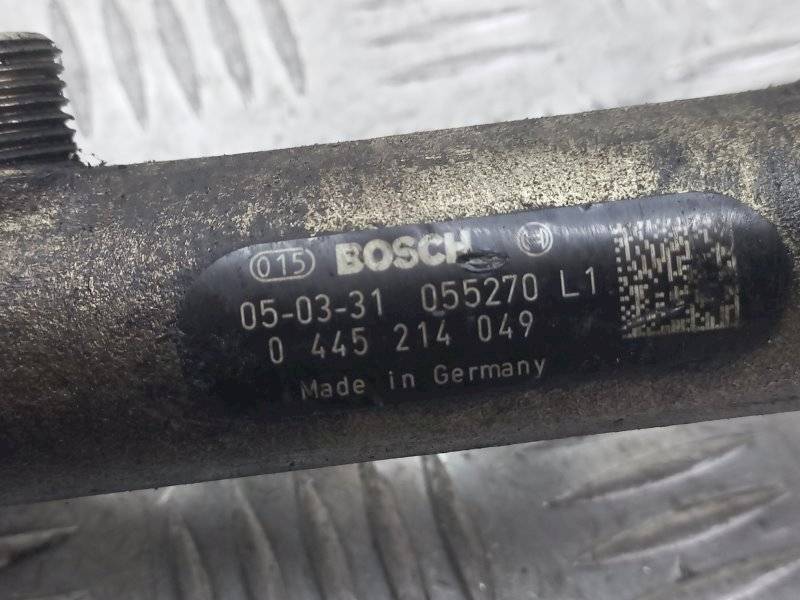 015 BOSCH
05-03-31 055270 L1
0 445 214 049
Made in Germany